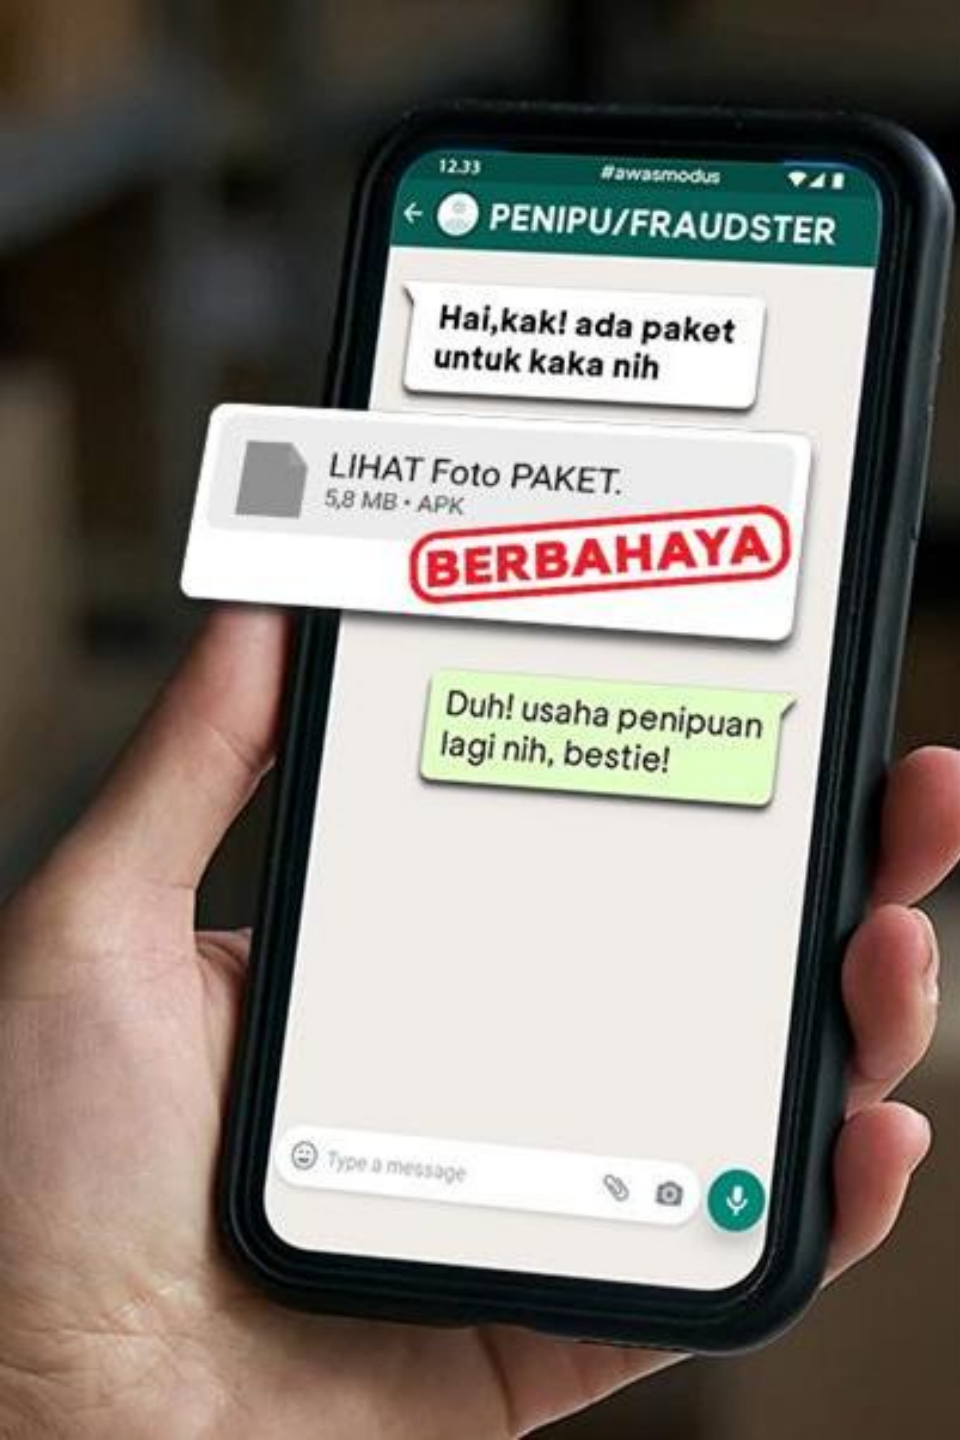 12.33
#awasmodus
PENIPU/FRAUDSTER
Hai,kak! ada paket
untuk kaka nih
LIHAT Foto PAKET.
5,8 MB • APK
BERBAHAYA
Duh! usaha penipuan
lagi nih, bestie!
Type a message